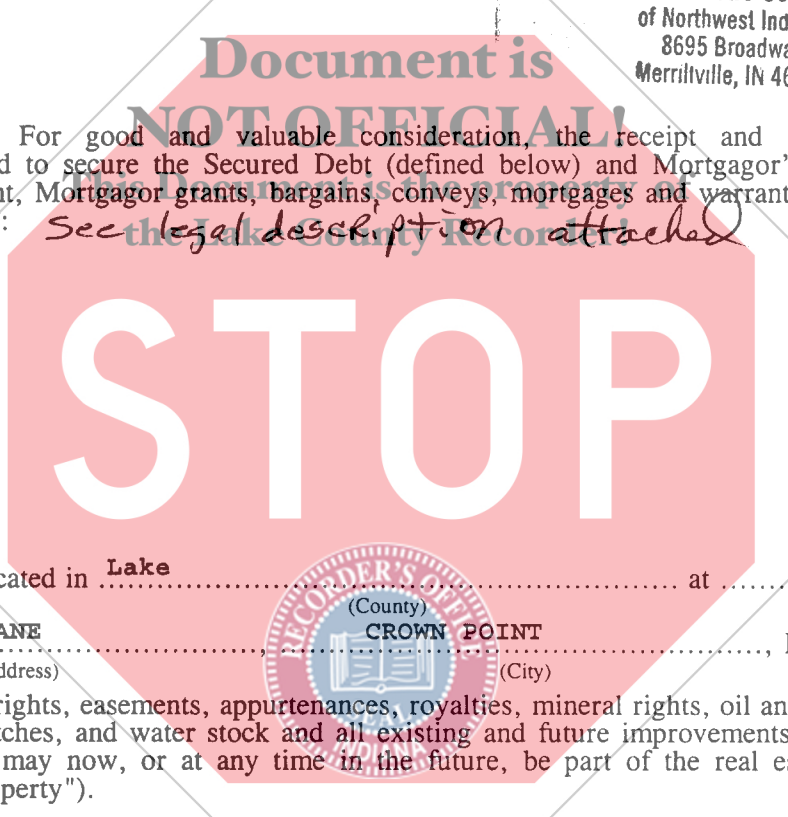 of Northwest Ind
8695 Broadwa
Merrillville, IN 46
Document is
NOT OFFICIAL!
This Document is the property of
the Lake County Recorder!
For good and valuable consideration, the receipt and
d to secure the Secured Debt (defined below) and Mortgagor's
nt, Mortgagor grants, bargains, conveys, mortgages and warrant
: See legal description attached
STOP
cated in Lake at
(County)
ANE , CROWN POINT ,
ddress) (City)
RECORDER'S OFFICE
SEAL
INDIANA
rights, easements, appurtenances, royalties, mineral rights, oil an
tches, and water stock and all existing and future improvements
may now, or at any time in the future, be part of the real es
perty").